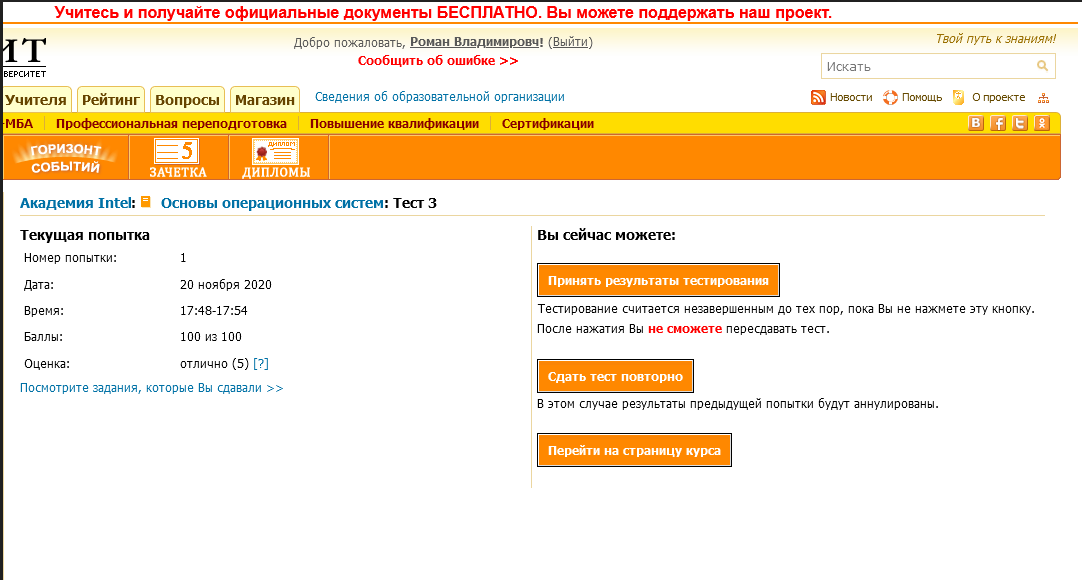 Учитесь и получайте официальные документы БЕСПЛАТНО. Вы можете поддержать наш проект.
ИТ
ВЕРСИТЕТ
Добро пожаловать, Роман Владимировч! (Выйти)
Сообщить об ошибке >>
Твой путь к знаниям!
Искать
Учителя Рейтинг Вопросы Магазин Сведения об образовательной организации
Новости Помощь О проекте
-МБА Профессиональная переподготовка Повышение квалификации Сертификации
ГОРИЗОНТ СОБЫТИЙ
5
ЗАЧЕТКА
ДИПЛОМ
ДИПЛОМЫ
Академия Intel: Основы операционных систем: Тест 3
Текущая попытка
Номер попытки: 1
Дата: 20 ноября 2020
Время: 17:48-17:54
Баллы: 100 из 100
Оценка: отлично (5) [?]
Посмотрите задания, которые Вы сдавали >>
Вы сейчас можете:
Принять результаты тестирования
Тестирование считается незавершенным до тех пор, пока Вы не нажмете эту кнопку.
После нажатия Вы не сможете пересдавать тест.
Сдать тест повторно
В этом случае результаты предыдущей попытки будут аннулированы.
Перейти на страницу курса